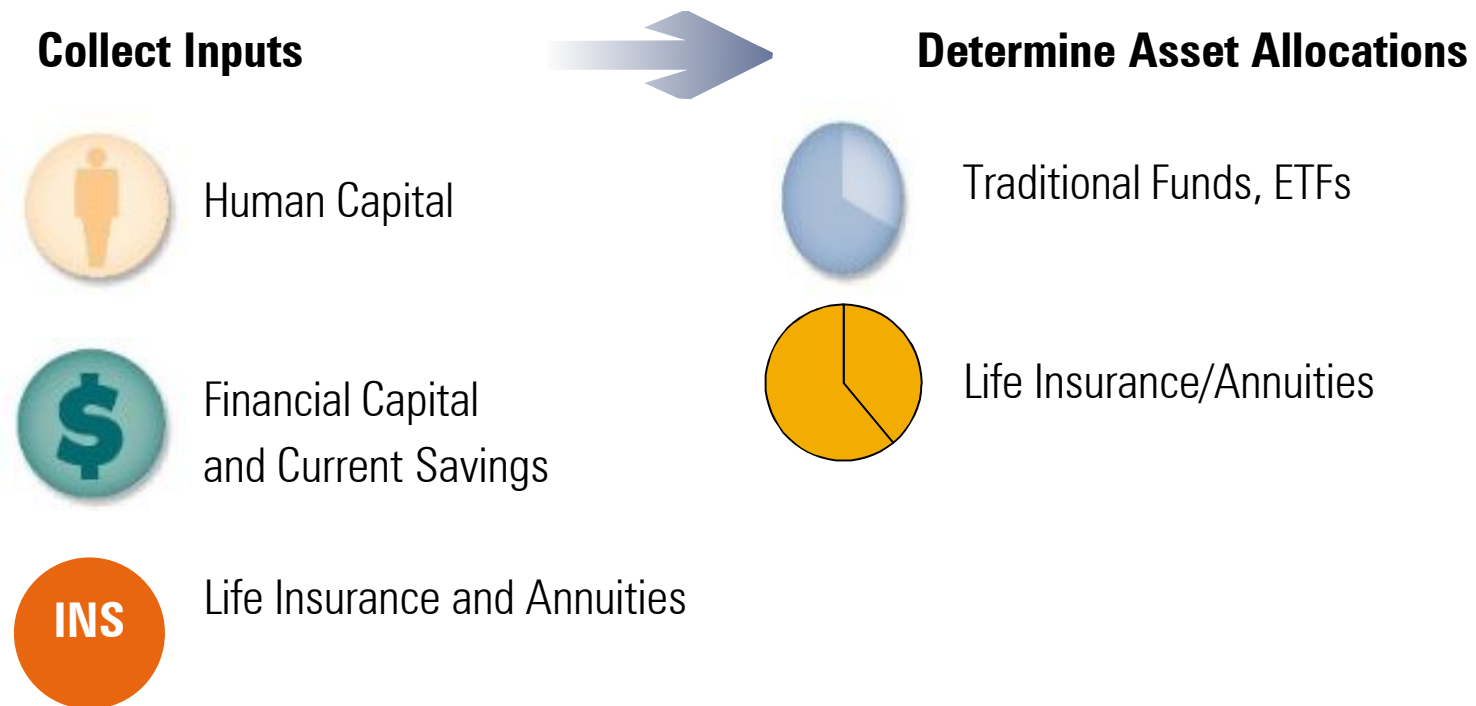 Collect Inputs
Determine Asset Allocations
Human Capital
Traditional Funds, ETFs
$
Financial Capital
and Current Savings
Life Insurance/Annuities
INS
Life Insurance and Annuities